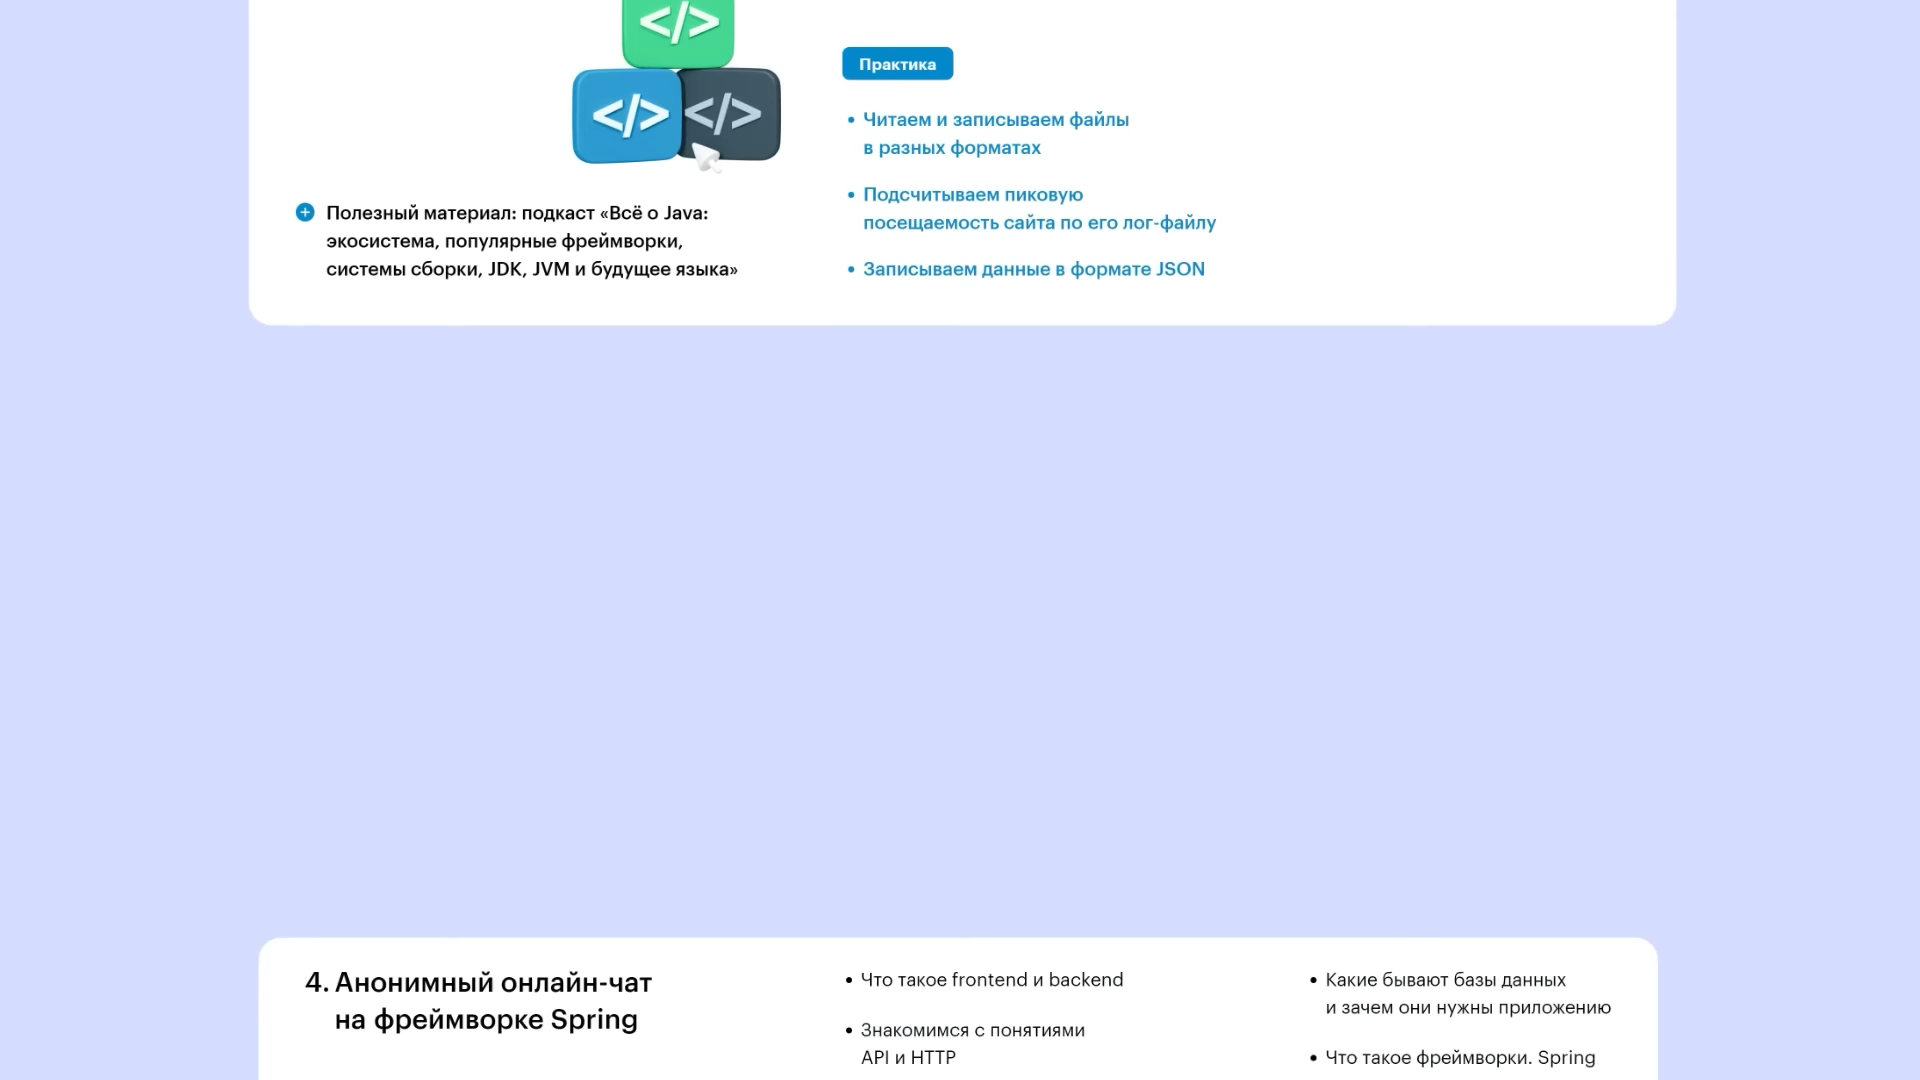 </>
</>
</>
Полезный материал: подкаст «Всё о Java:
экосистема, популярные фреймворки,
системы сборки, JDK, JVM и будущее языка»
Практика
• Читаем и записываем файлы
в разных форматах
• Подсчитываем пиковую
посещаемость сайта по его лог-файлу
• Записываем данные в формате JSON
4. Анонимный онлайн-чат
на фреймворке Spring
• Что такое frontend и backend
• Знакомимся с понятиями
API и HTTP
• Какие бывают базы данных
и зачем они нужны приложению
• Что такое фреймворки. Spring